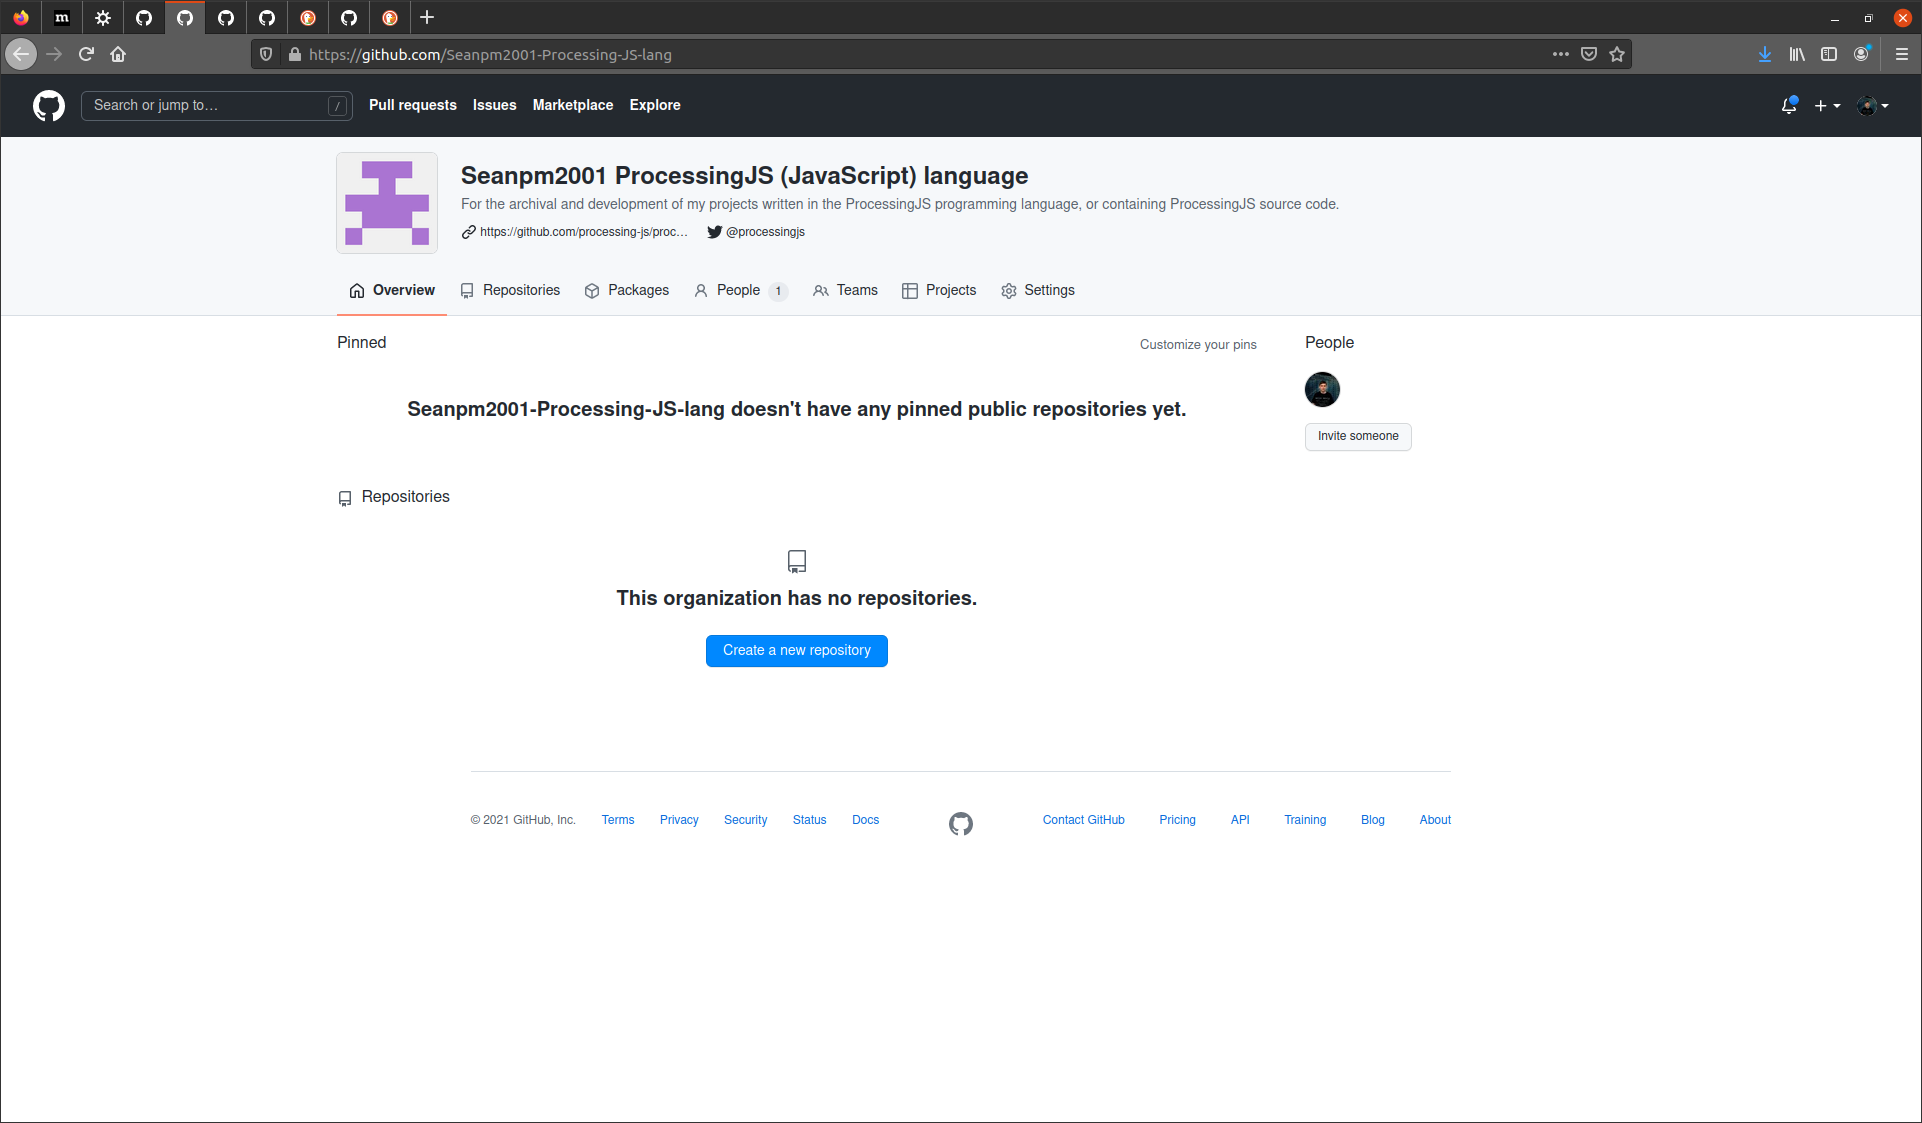 m
https://github.com/Seanpm2001-Processing-JS-lang
Search or jump to…
/
Pull requests
Issues
Marketplace
Explore
Seanpm2001 ProcessingJS (JavaScript) language
For the archival and development of my projects written in the ProcessingJS programming language, or containing ProcessingJS source code.
https://github.com/processing-js/proc…
@processingjs
Overview
Repositories
Packages
People 1
Teams
Projects
Settings
Pinned
Customize your pins
People
Seanpm2001-Processing-JS-lang doesn't have any pinned public repositories yet.
Invite someone
Repositories
This organization has no repositories.
Create a new repository
© 2021 GitHub, Inc.
Terms
Privacy
Security
Status
Docs
Contact GitHub
Pricing
API
Training
Blog
About